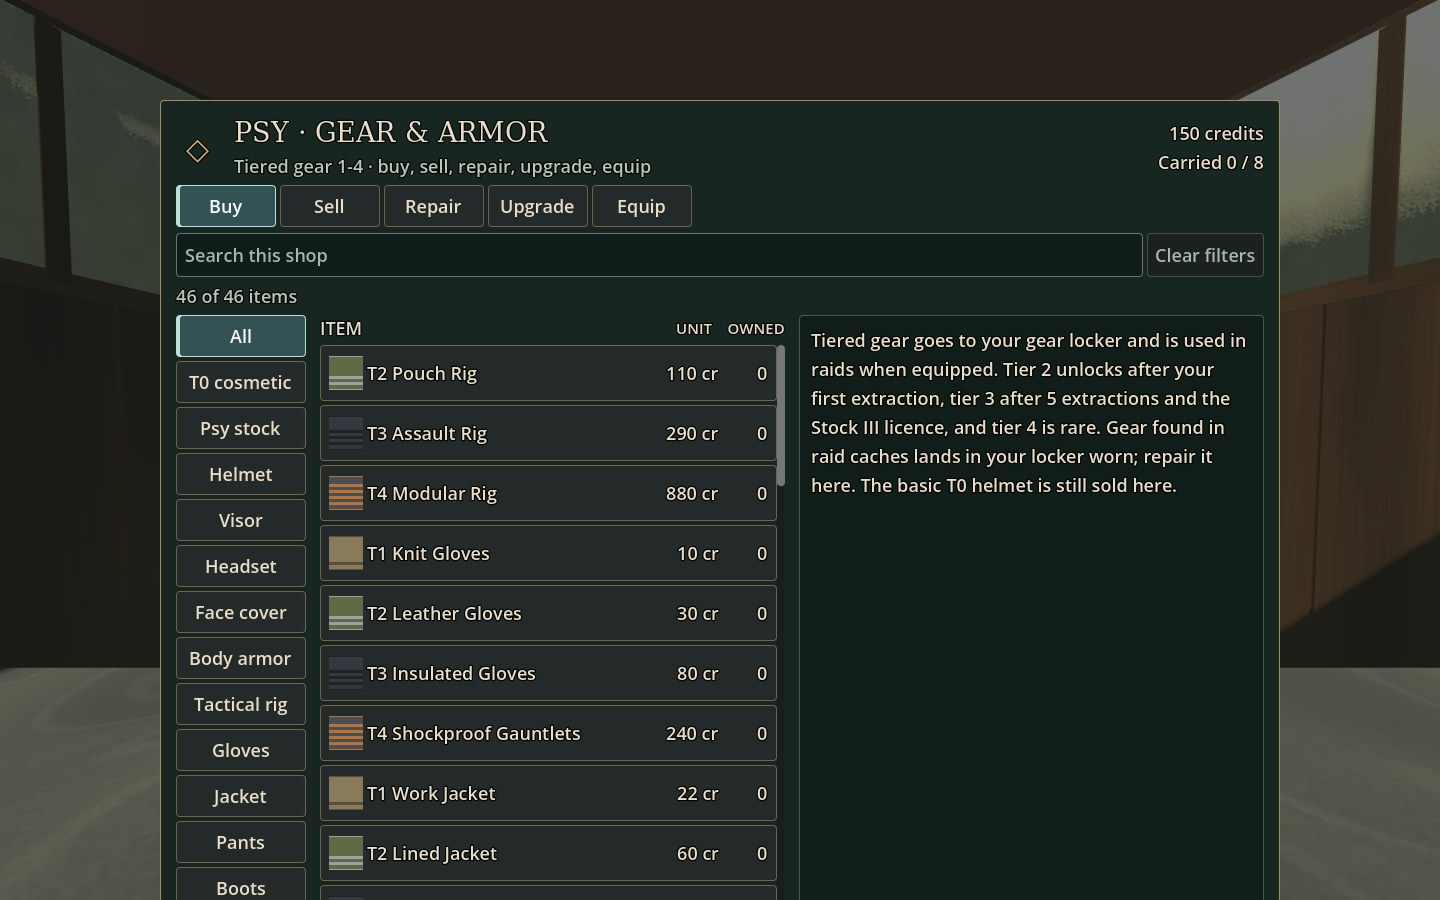 PSY · GEAR & ARMOR
Tiered gear 1-4 · buy, sell, repair, upgrade, equip
150 credits
Carried 0 / 8
Buy
Sell
Repair
Upgrade
Equip
Search this shop
Clear filters
46 of 46 items
All
T0 cosmetic
Psy stock
Helmet
Visor
Headset
Face cover
Body armor
Tactical rig
Gloves
Jacket
Pants
Boots
ITEM UNIT OWNED
T2 Pouch Rig 110 cr 0
T3 Assault Rig 290 cr 0
T4 Modular Rig 880 cr 0
T1 Knit Gloves 10 cr 0
T2 Leather Gloves 30 cr 0
T3 Insulated Gloves 80 cr 0
T4 Shockproof Gauntlets 240 cr 0
T1 Work Jacket 22 cr 0
T2 Lined Jacket 60 cr 0
Tiered gear goes to your gear locker and is used in
raids when equipped. Tier 2 unlocks after your
first extraction, tier 3 after 5 extractions and the
Stock III licence, and tier 4 is rare. Gear found in
raid caches lands in your locker worn; repair it
here. The basic T0 helmet is still sold here.